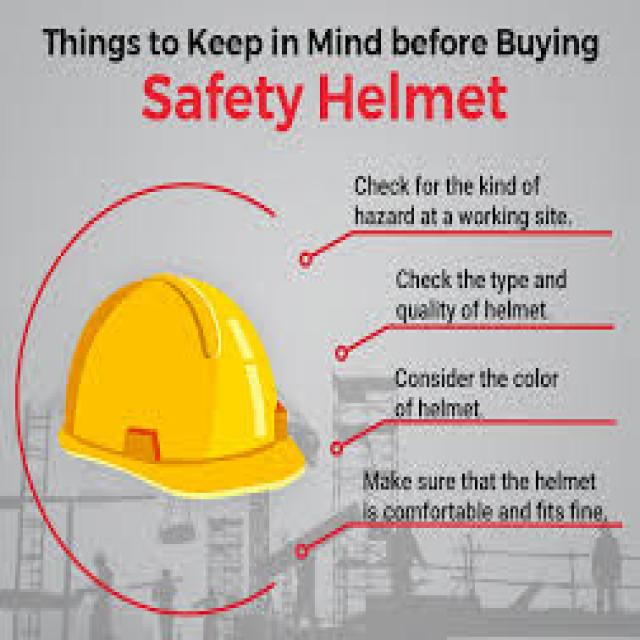 Things to Keep in Mind before Buying
Safety Helmet
Check for the kind of
hazard at a working site.
Check the type and
quality of helmet.
Consider the color
of helmet.
Make sure that the helmet
is comfortable and fits fine.